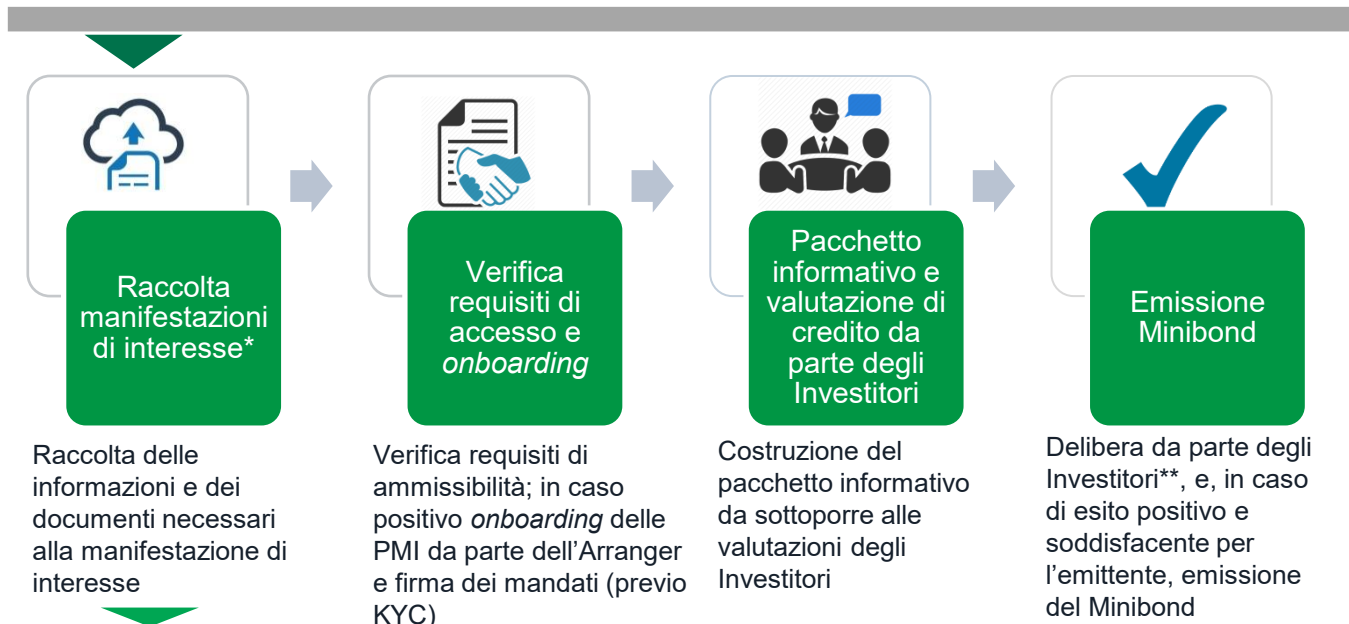 Raccolta
manifestazioni
di interesse*
Verifica
requisiti di
accesso e
onboarding
Pacchetto
informativo e
valutazione di
credito da
parte degli
Investitori
Emissione
Minibond
Raccolta delle
informazioni e dei
documenti necessari
alla manifestazione di
interesse
Verifica requisiti di
ammissibilità; in caso
positivo onboarding delle
PMI da parte dell’Arranger
e firma dei mandati (previo
KYC)
Costruzione del
pacchetto informativo
da sottoporre alle
valutazioni degli
Investitori
Delibera da parte degli
Investitori**, e, in caso
di esito positivo e
soddisfacente per
l’emittente, emissione
del Minibond